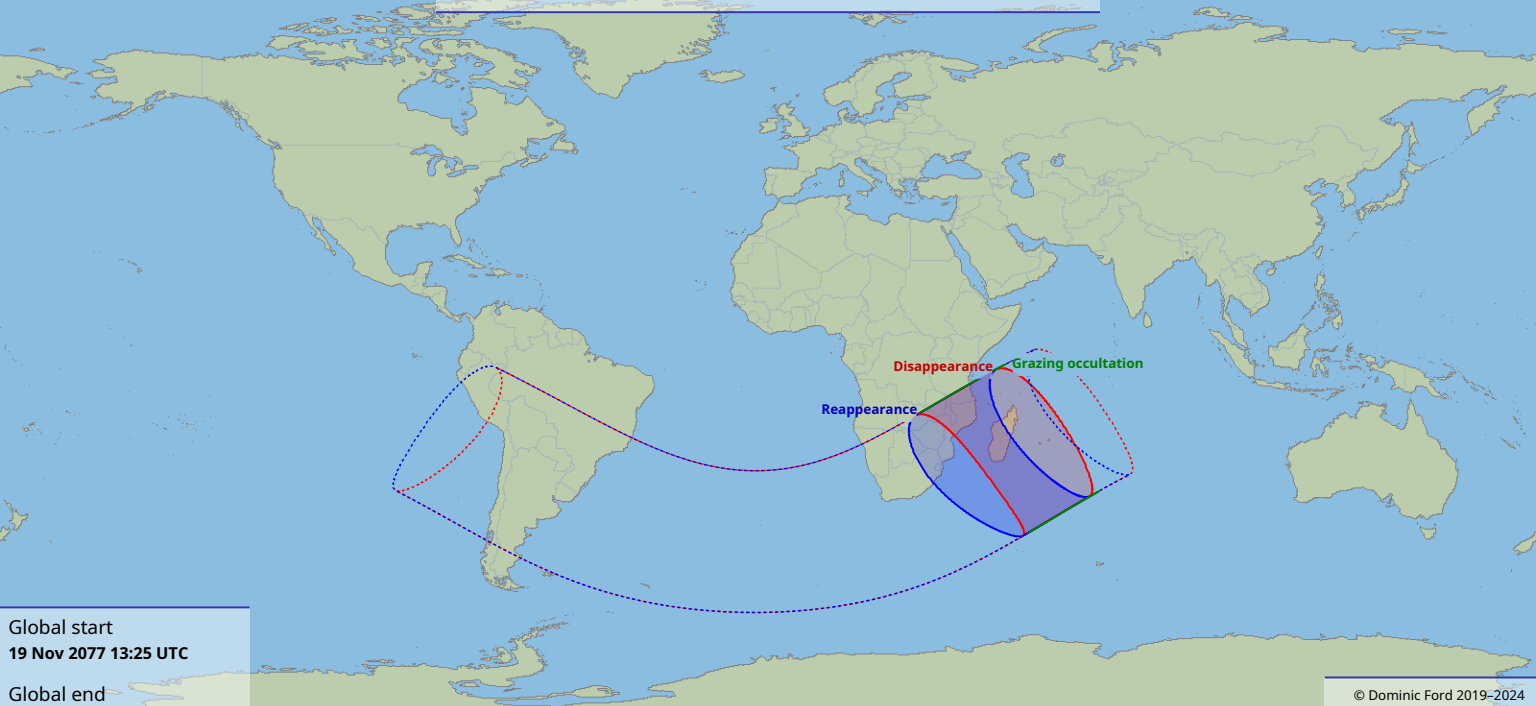 Disappearance
Grazing occultation
Reappearance
Global start
19 Nov 2077 13:25 UTC
Global end
© Dominic Ford 2019–2024